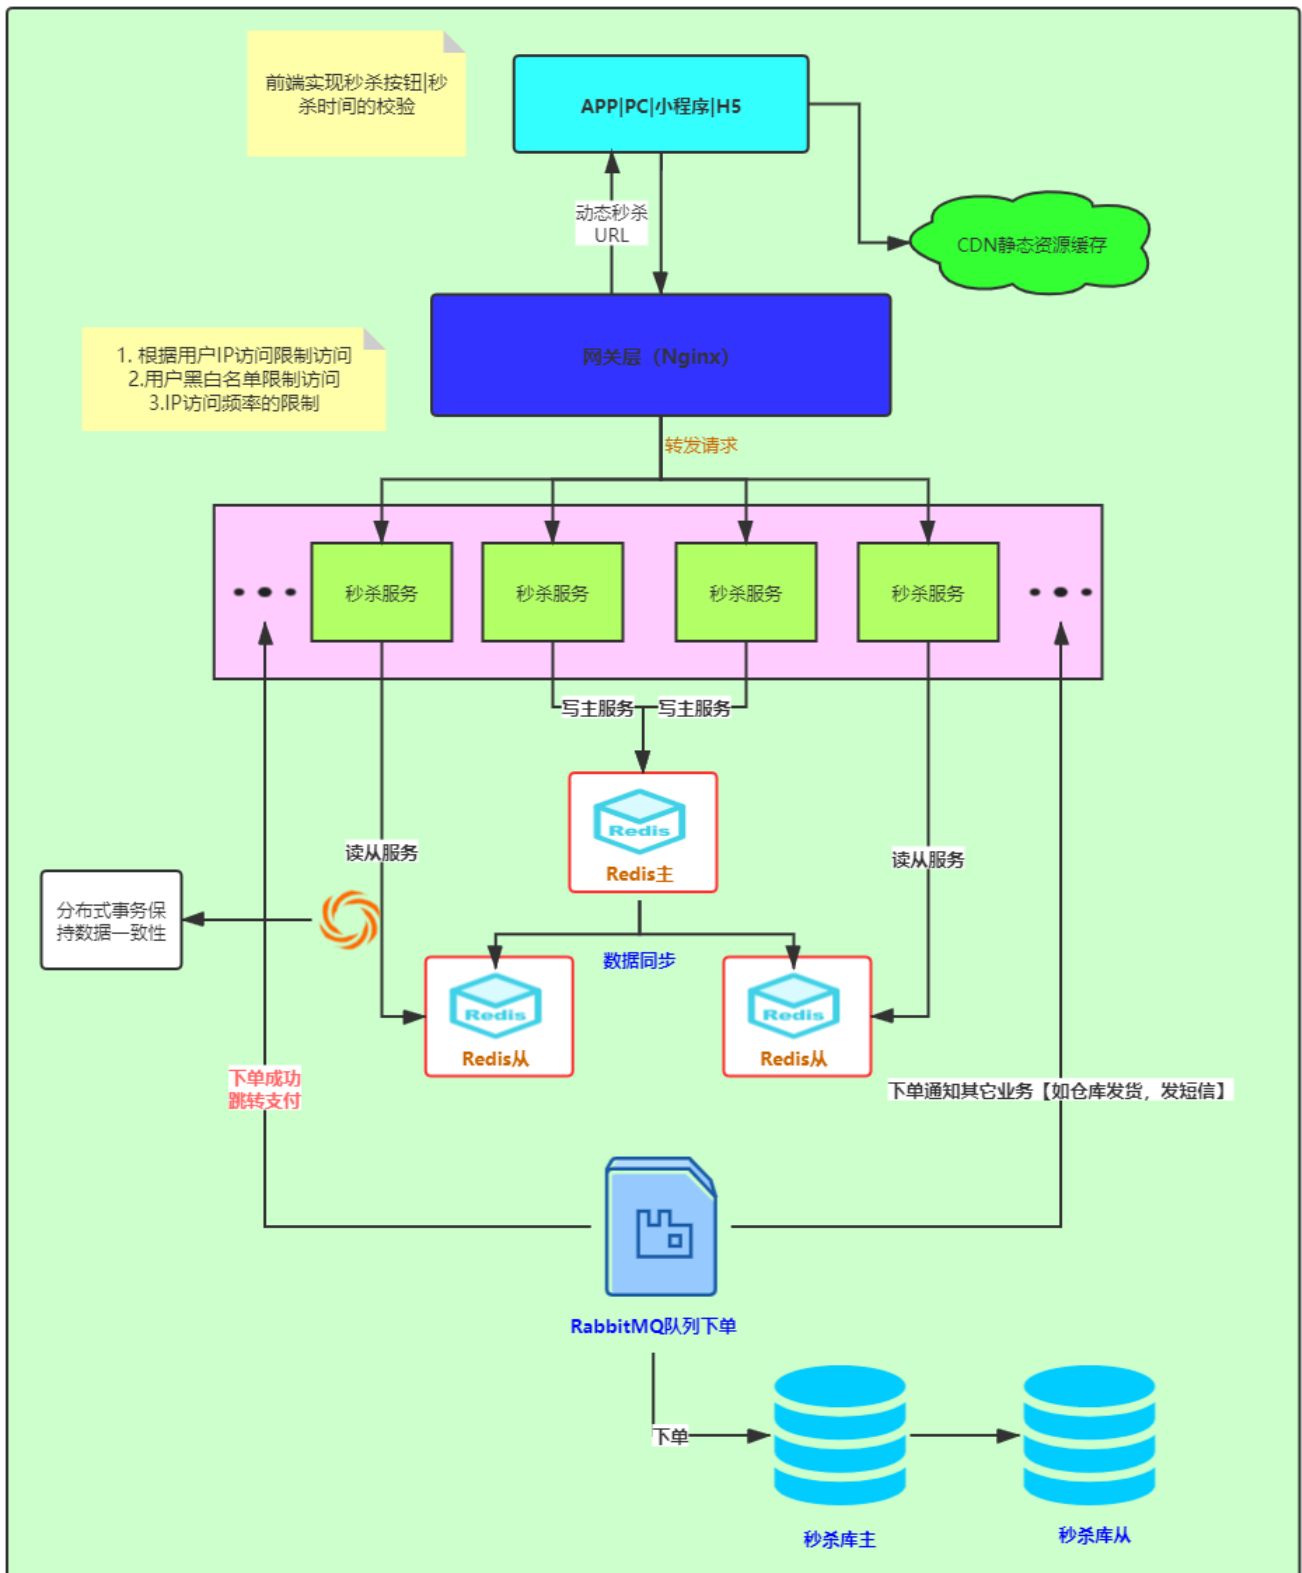 前端实现秒杀按钮|秒
杀时间的校验
APP|PC|小程序|H5
动态秒杀
URL
CDN静态资源缓存
1. 根据用户IP访问限制访问
2.用户黑白名单限制访问
3.IP访问频率的限制
网关层（Nginx）
转发请求
秒杀服务
秒杀服务
秒杀服务
秒杀服务
写主服务
写主服务
Redis
Redis主
读从服务
读从服务
分布式事务保
持数据一致性
数据同步
Redis
Redis从
Redis
Redis从
下单成功
跳转支付
下单通知其它业务【如仓库发货，发短信】
RabbitMQ队列下单
下单
秒杀库主
秒杀库从